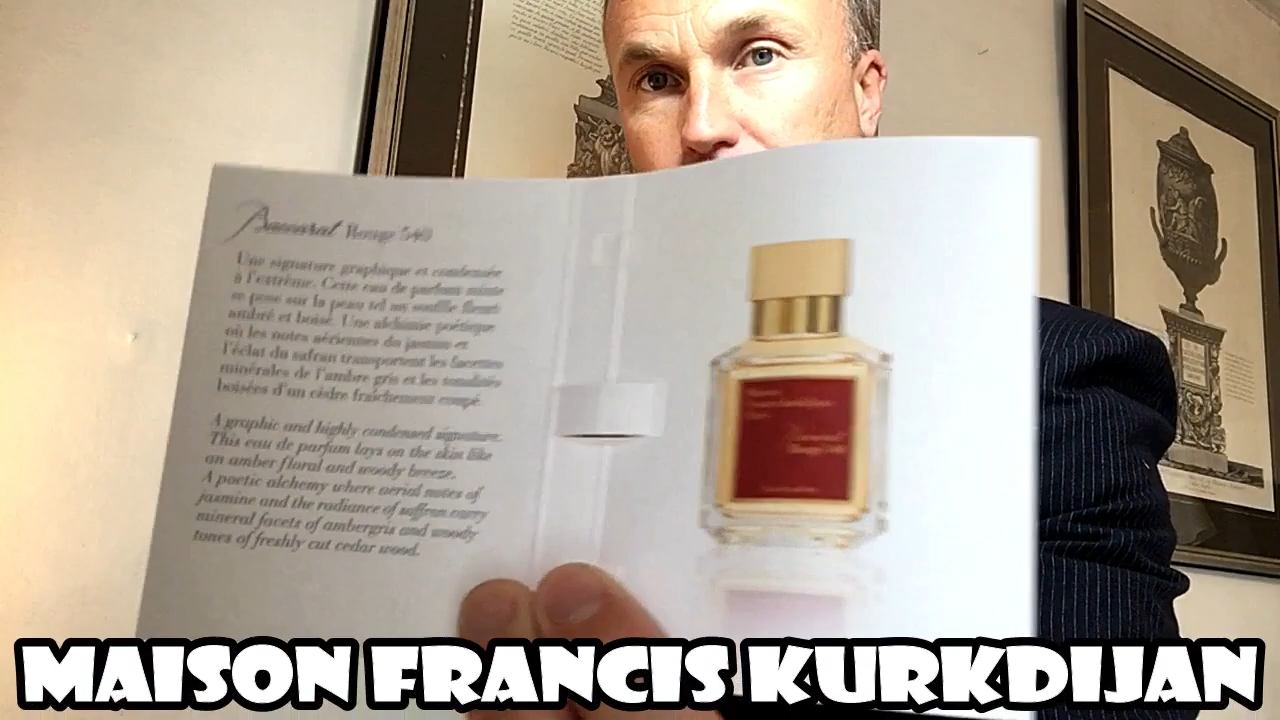 Baccarat Rouge 540
Une signature graphique et condensée
à l'extrême. Cette eau de parfum miste
se pose sur la peau tel un souffle fleuri
ambré et boisé. Une alchimie poétique
où les notes aériennes du jasmin et
l'éclat du safran transportent les facettes
minérales de l'ambre gris et les tonalités
boisées d'un cèdre fraîchement coupé.
A graphic and highly condensed signature.
This eau de parfum lays on the skin like
an amber floral and woody breeze.
A poetic alchemy where aerial notes of
jasmine and the radiance of saffron carry
mineral facets of ambergris and woody
tones of freshly cut cedar wood.
Baccarat
Rouge 540
MAISON FRANCIS KURKDIJAN